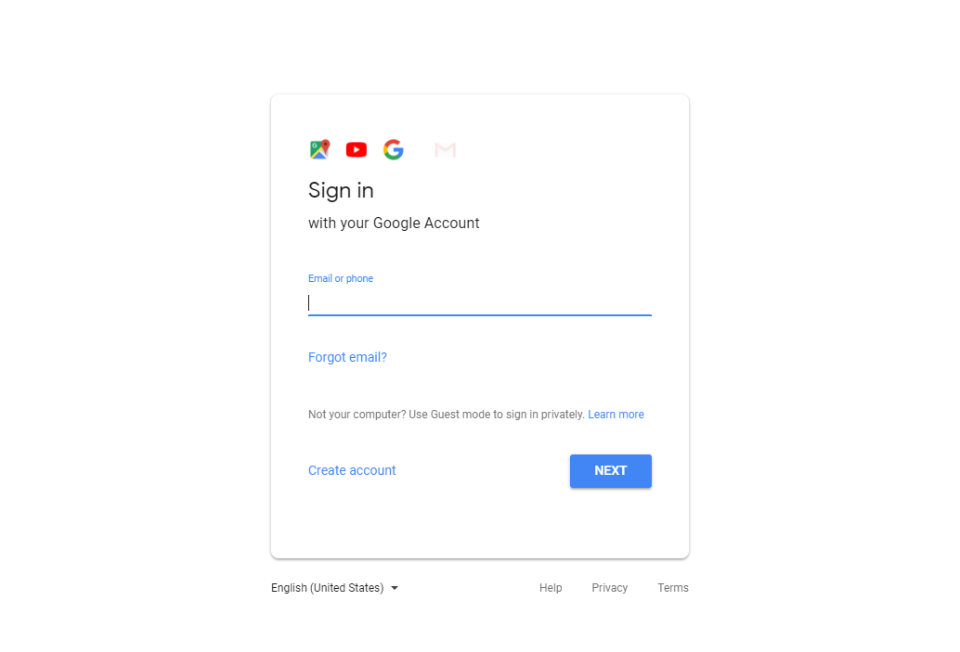 Sign in
with your Google Account
Email or phone
Forgot email?
Not your computer? Use Guest mode to sign in privately. Learn more
Create account NEXT
English (United States) Help Privacy Terms